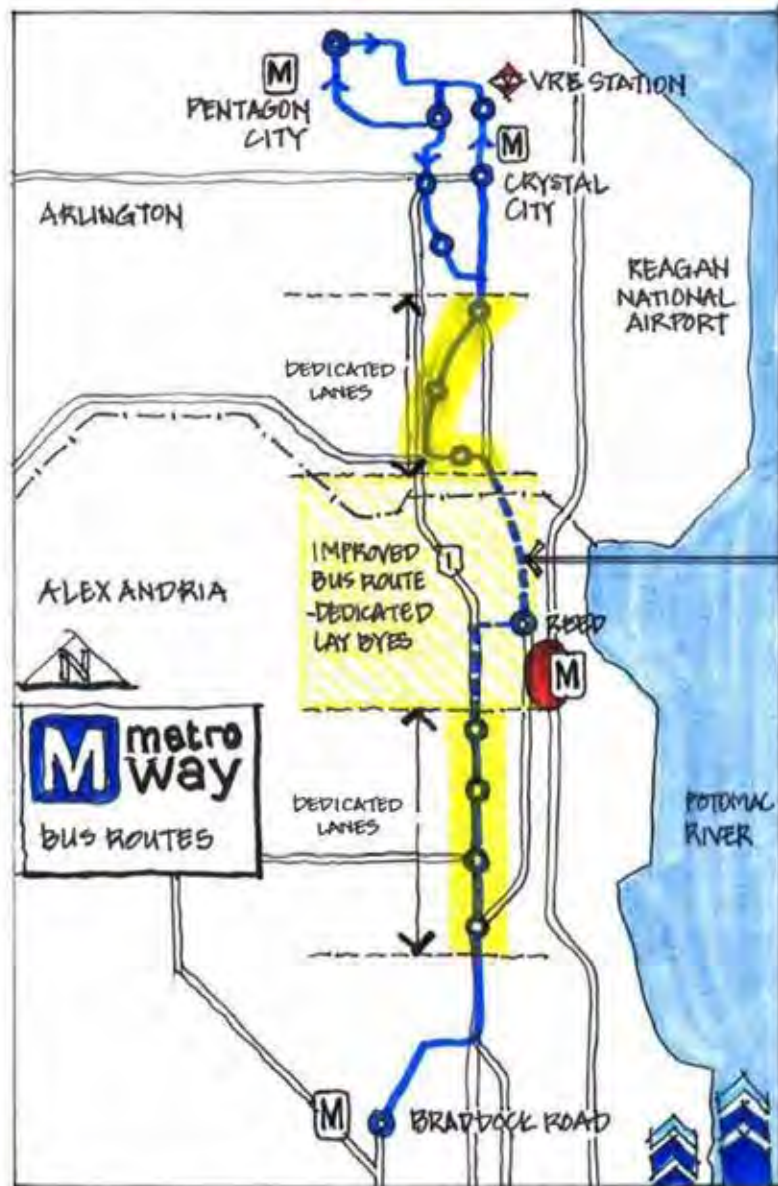 M
PENTAGON
CITY
VRE STATION
M
CRYSTAL
CITY
ARLINGTON
REAGAN
NATIONAL
AIRPORT
DEDICATED
LANES
IMPROVED
BUS ROUTE
-DEDICATED
LAY BYES
1
ALEXANDRIA
REED
N
M
M metro
way
BUS ROUTES
DEDICATED
LANES
POTOMAC
RIVER
M
BRADDOCK ROAD